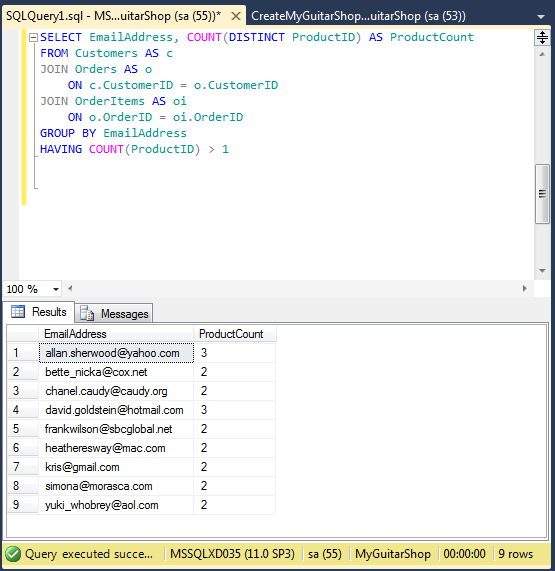 SQLQuery1.sql - MS...uitarShop (sa (55))* CreateMyGuitarShop...uitarShop (sa (53))
SELECT EmailAddress, COUNT(DISTINCT ProductID) AS ProductCount
FROM Customers AS c
JOIN Orders AS o
ON c.CustomerID = o.CustomerID
JOIN OrderItems AS oi
ON o.OrderID = oi.OrderID
GROUP BY EmailAddress
HAVING COUNT(ProductID) > 1
100 %
Results Messages
EmailAddress ProductCount
1 allan.sherwood@yahoo.com 3
2 bette_nicka@cox.net 2
3 chanel.caudy@caudy.org 2
4 david.goldstein@hotmail.com 3
5 frankwilson@sbcglobal.net 2
6 heatheresway@mac.com 2
7 kris@gmail.com 2
8 simona@morasca.com 2
9 yuki_whobrey@aol.com 2
Query executed succe... MSSQLXD035 (11.0 SP3) sa (55) MyGuitarShop 00:00:00 9 rows